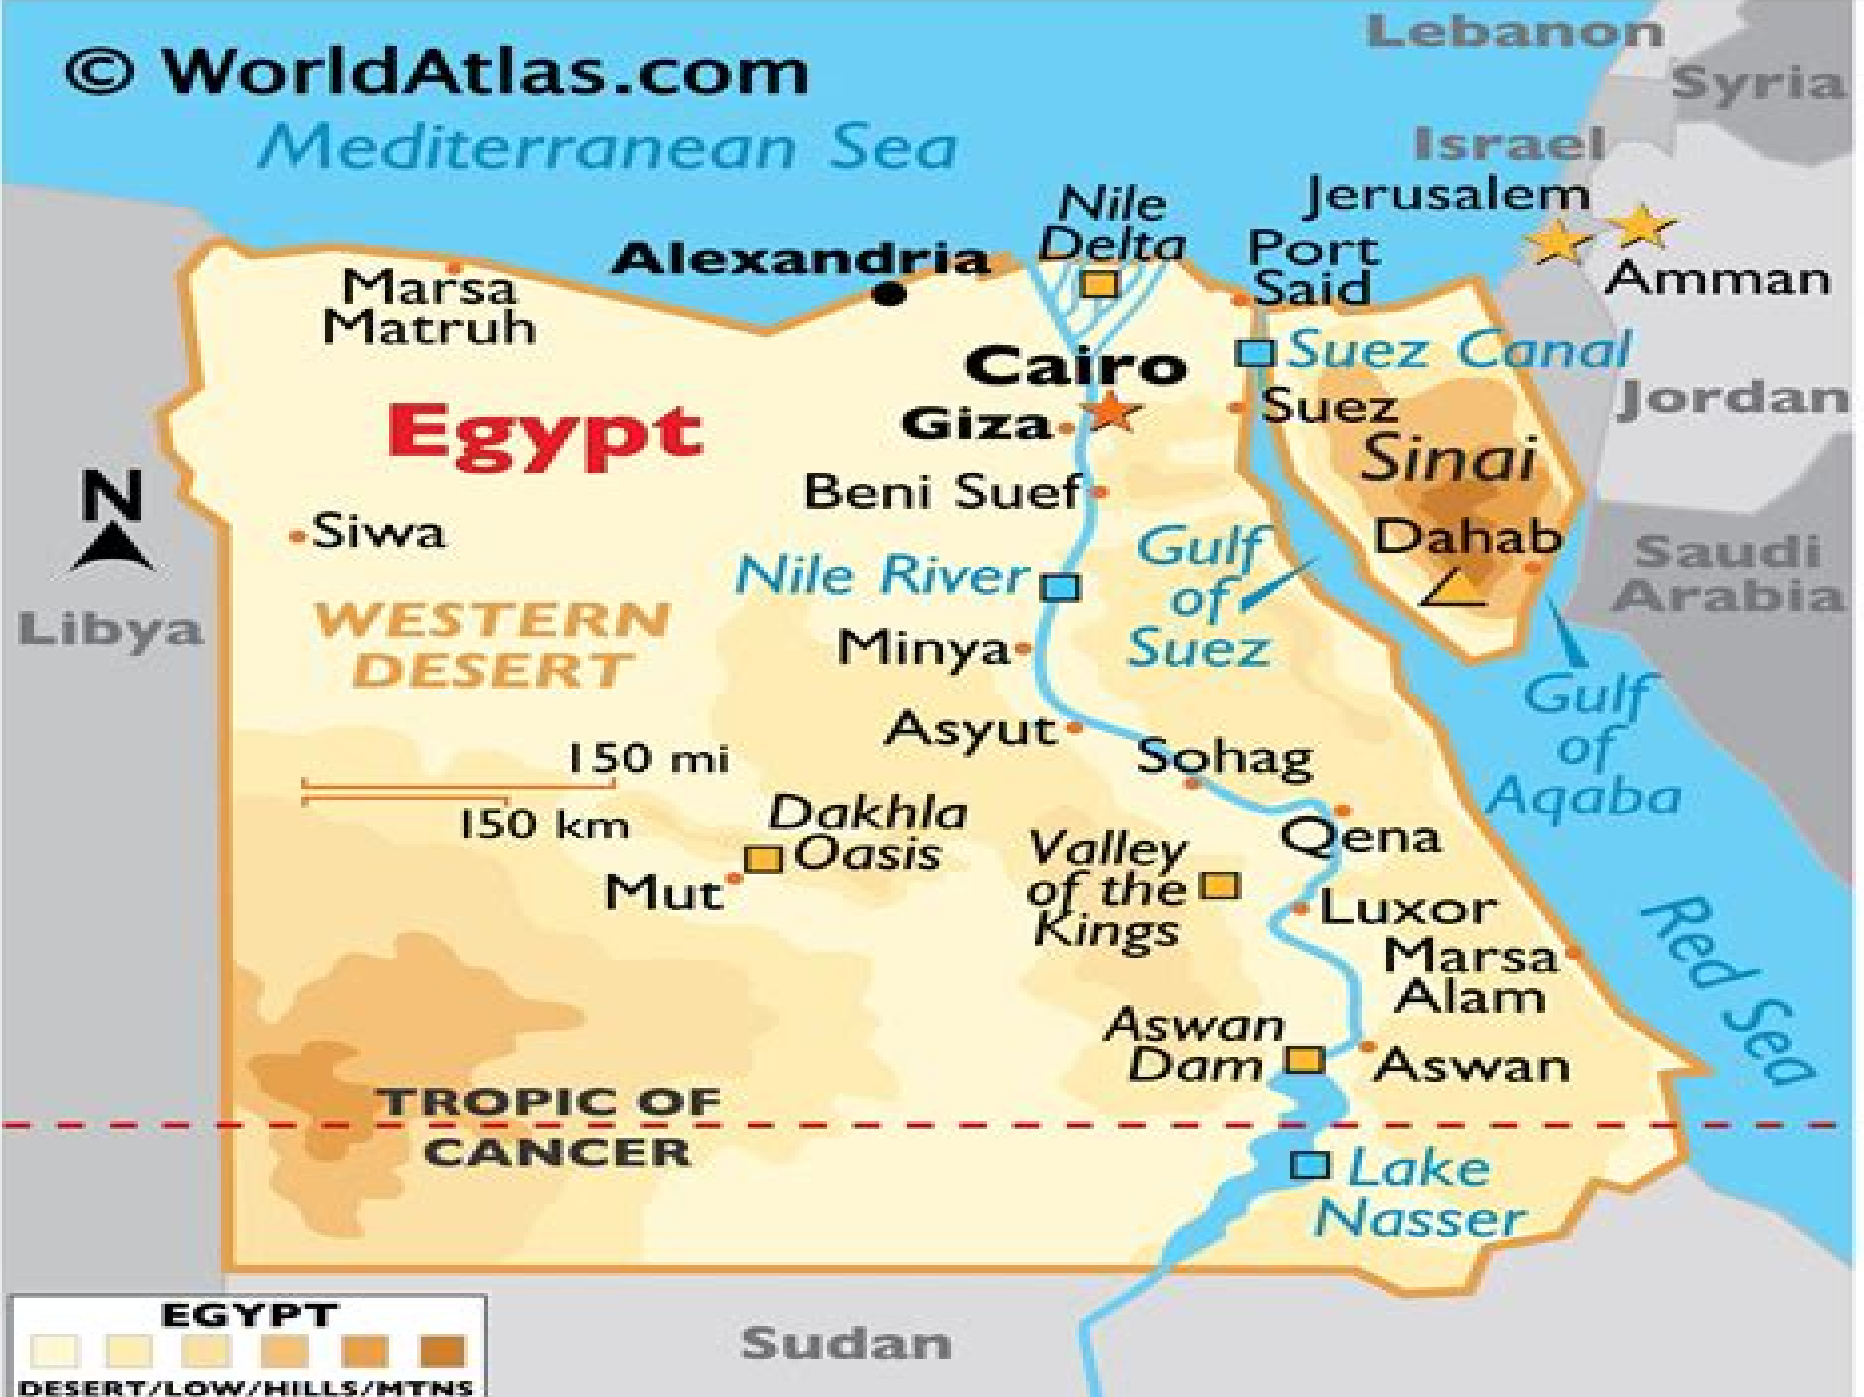 © WorldAtlas.com
Mediterranean Sea
Lebanon
Syria
Israel
Jerusalem
Amman
Nile
Delta
Port
Said
Alexandria
Marsa
Matruh
Suez Canal
Cairo
Jordan
Suez
Giza
Egypt
Sinai
N
Beni Suef
Siwa
Dahab
Gulf
of
Suez
Saudi
Arabia
Nile River
Libya
WESTERN
DESERT
Minya
Gulf
of
Aqaba
Asyut
Sohag
150 mi
150 km
Dakhla
Oasis
Qena
Valley
of the
Kings
Mut
Luxor
Red Sea
Marsa
Alam
Aswan
Dam
Aswan
TROPIC OF
CANCER
Lake
Nasser
Sudan
EGYPT
DESERT/LOW/HILLS/MTNS